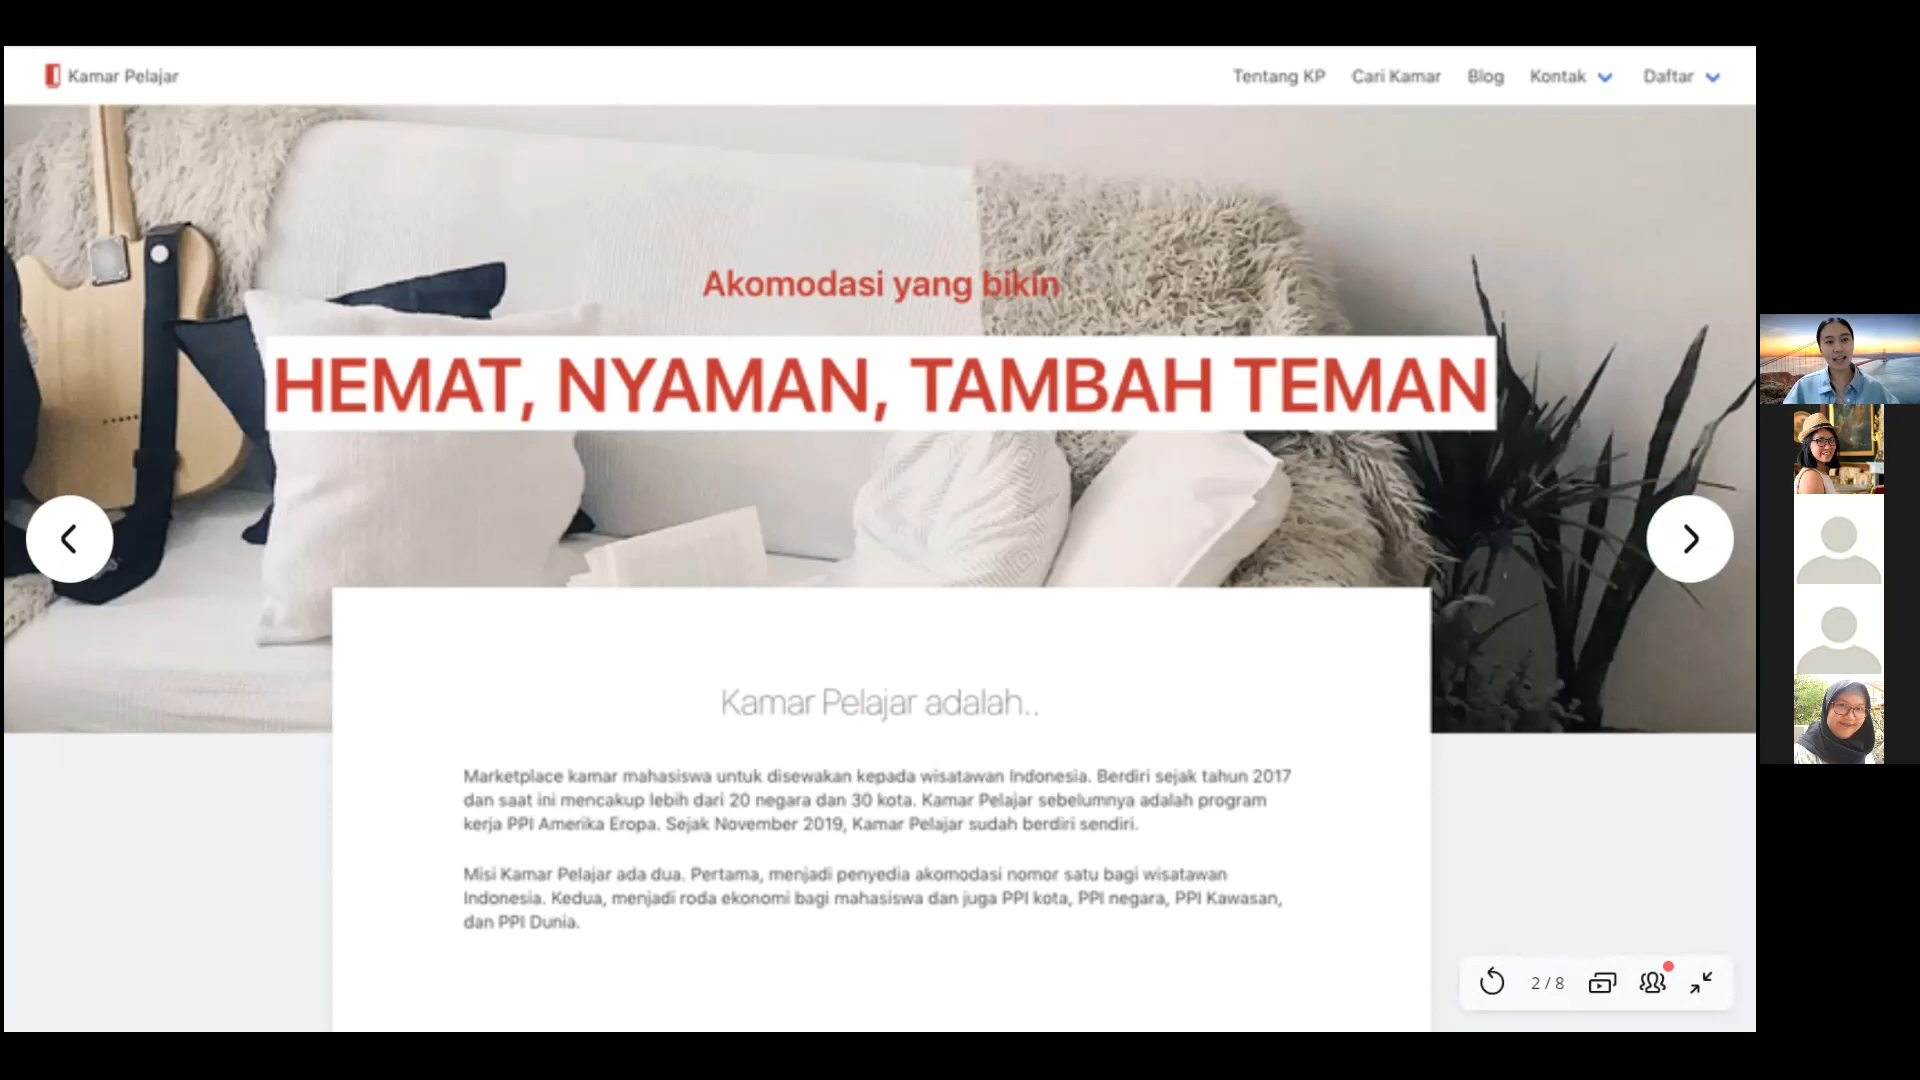 Kamar Pelajar
Tentang KP Cari Kamar Blog Kontak Daftar
Akomodasi yang bikin
HEMAT, NYAMAN, TAMBAH TEMAN
Kamar Pelajar adalah..
Marketplace kamar mahasiswa untuk disewakan kepada wisatawan Indonesia. Berdiri sejak tahun 2017
dan saat ini mencakup lebih dari 20 negara dan 30 kota. Kamar Pelajar sebelumnya adalah program
kerja PPI Amerika Eropa. Sejak November 2019, Kamar Pelajar sudah berdiri sendiri.
Misi Kamar Pelajar ada dua. Pertama, menjadi penyedia akomodasi nomor satu bagi wisatawan
Indonesia. Kedua, menjadi roda ekonomi bagi mahasiswa dan juga PPI kota, PPI negara, PPI Kawasan,
dan PPI Dunia.
2 / 8